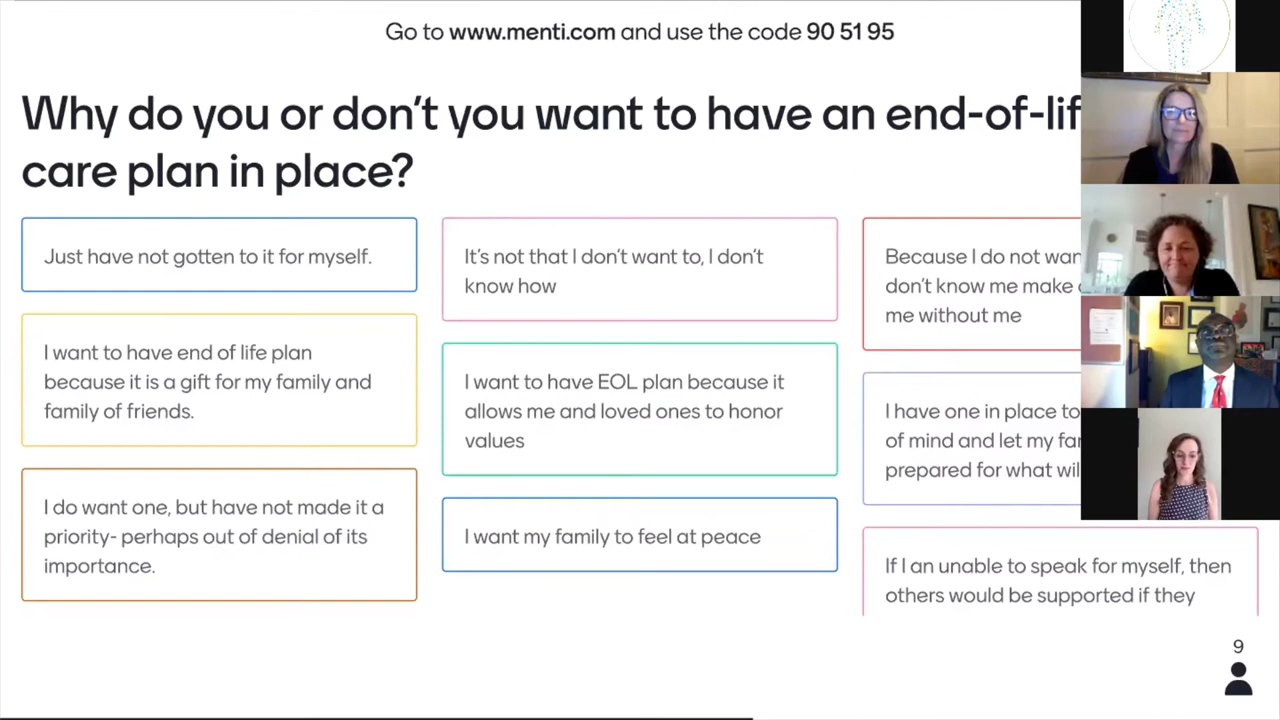 Go to www.menti.com and use the code 90 51 95
Why do you or don't you want to have an end-of-lif
care plan in place?
Just have not gotten to it for myself.
I want to have end of life plan
because it is a gift for my family and
family of friends.
I do want one, but have not made it a
priority- perhaps out of denial of its
importance.
It's not that I don't want to, I don't
know how
I want to have EOL plan because it
allows me and loved ones to honor
values
I want my family to feel at peace
Because I do not wan
don't know me make
me without me
I have one in place to
of mind and let my fa
prepared for what wil
If I an unable to speak for myself, then
others would be supported if they
9